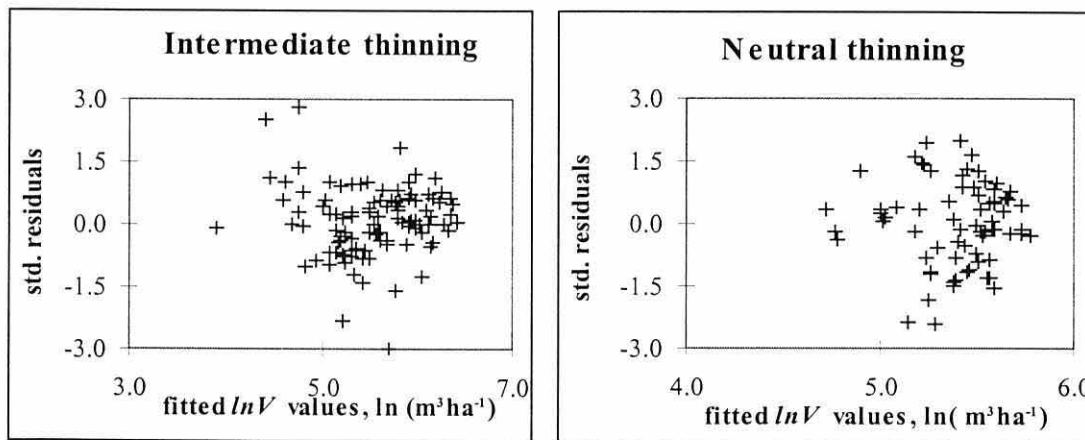 Intermediate thinning
3.0
1.5
0.0
-1.5
-3.0
std. residuals
3.0
5.0
7.0
fitted lnV values, ln (m³ha⁻¹)
Neutral thinning
3.0
1.5
0.0
-1.5
-3.0
std. residuals
4.0
5.0
6.0
fitted lnV values, ln( m³ha⁻¹)